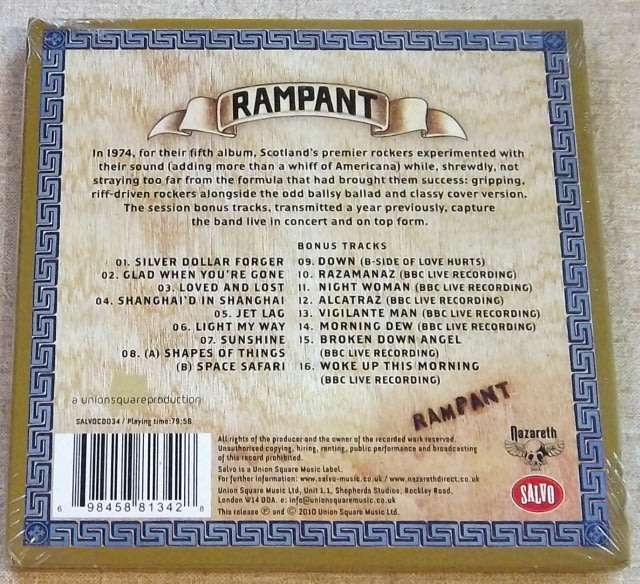 RAMPANT
In 1974, for their fifth album, Scotland's premier rockers experimented with
their sound (adding more than a whiff of Americana) while, shrewdly, not
straying too far from the formula that had brought them success: gripping,
riff-driven rockers alongside the odd ballsy ballad and classy cover version.
The session bonus tracks, transmitted a year previously, capture
the band live in concert and on top form.
01. SILVER DOLLAR FORGER
02. GLAD WHEN YOU'RE GONE
03. LOVED AND LOST
04. SHANGHAI'D IN SHANGHAI
05. JET LAG
06. LIGHT MY WAY
07. SUNSHINE
08. (A) SHAPES OF THINGS
(B) SPACE SAFARI
BONUS TRACKS
09. DOWN (B-SIDE OF LOVE HURTS)
10. RAZAMANAZ (BBC LIVE RECORDING)
11. NIGHT WOMAN (BBC LIVE RECORDING)
12. ALCATRAZ (BBC LIVE RECORDING)
13. VIGILANTE MAN (BBC LIVE RECORDING)
14. MORNING DEW (BBC LIVE RECORDING)
15. BROKEN DOWN ANGEL
(BBC LIVE RECORDING)
16. WOKE UP THIS MORNING
(BBC LIVE RECORDING)
a unionsquareproduction
SALVOCD034 / Playing time: 79:58
RAMPANT
All rights of the producer and the owner of the recorded work reserved.
Unauthorised copying, hiring, renting, public performance and broadcasting
of this record prohibited.
Salvo is a Union Square Music label.
For further information: www.salvo-music.co.uk / www.nazarethdirect.co.uk
Union Square Music Ltd, Unit 1.1, Shepherds Studios, Rockley Road,
London W14 0DA. e: info@unionsquaremusic.co.uk
This release ℗ © 2010 Union Square Music Ltd.
Nazareth
SALVO
6 98458 81342 8